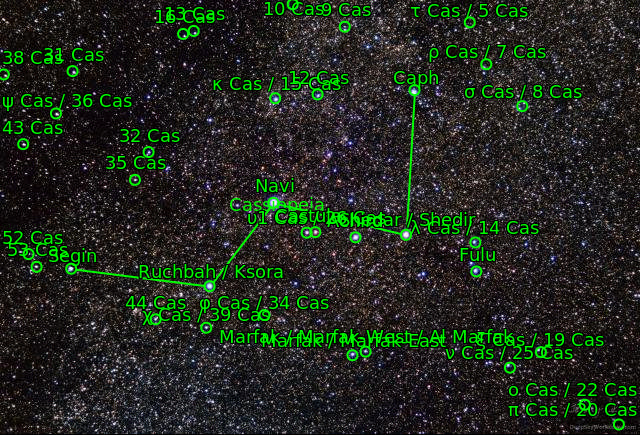 10 Cas
9 Cas
τ Cas / 5 Cas
13 Cas
16 Cas
38 Cas
31 Cas
ρ Cas / 7 Cas
12 Cas
Caph
κ Cas / 15 Cas
σ Cas / 8 Cas
ψ Cas / 36 Cas
43 Cas
32 Cas
35 Cas
Navi
Cassiopeia
υ1 Cas / 26 Cas
Achird
Schedar / Shedir
λ Cas / 14 Cas
52 Cas
53 Cas
Segin
Fulu
Ruchbah / Ksora
44 Cas
φ Cas / 34 Cas
χ Cas / 39 Cas
Marfak / Marfak West / Al Marfak
Marfak / Marfak East
ξ Cas / 19 Cas
ν Cas / 25 Cas
ο Cas / 22 Cas
π Cas / 20 Cas